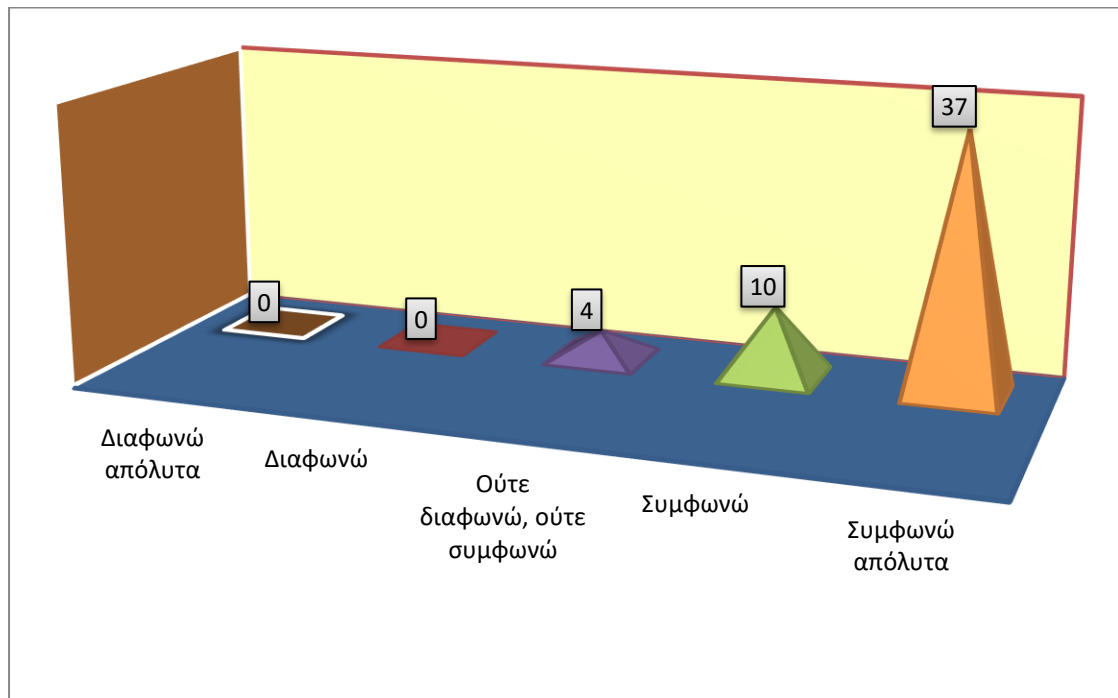 37
10
4
0
0
Διαφωνώ
απόλυτα
Διαφωνώ
Ούτε
διαφωνώ, ούτε
συμφωνώ
Συμφωνώ
Συμφωνώ
απόλυτα